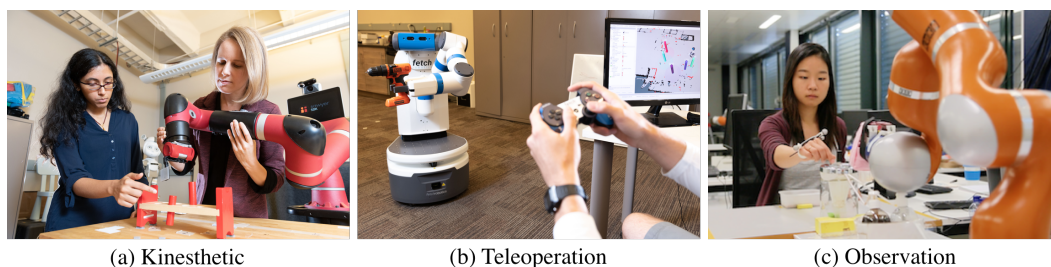 fetch
(a) Kinesthetic
(b) Teleoperation
(c) Observation